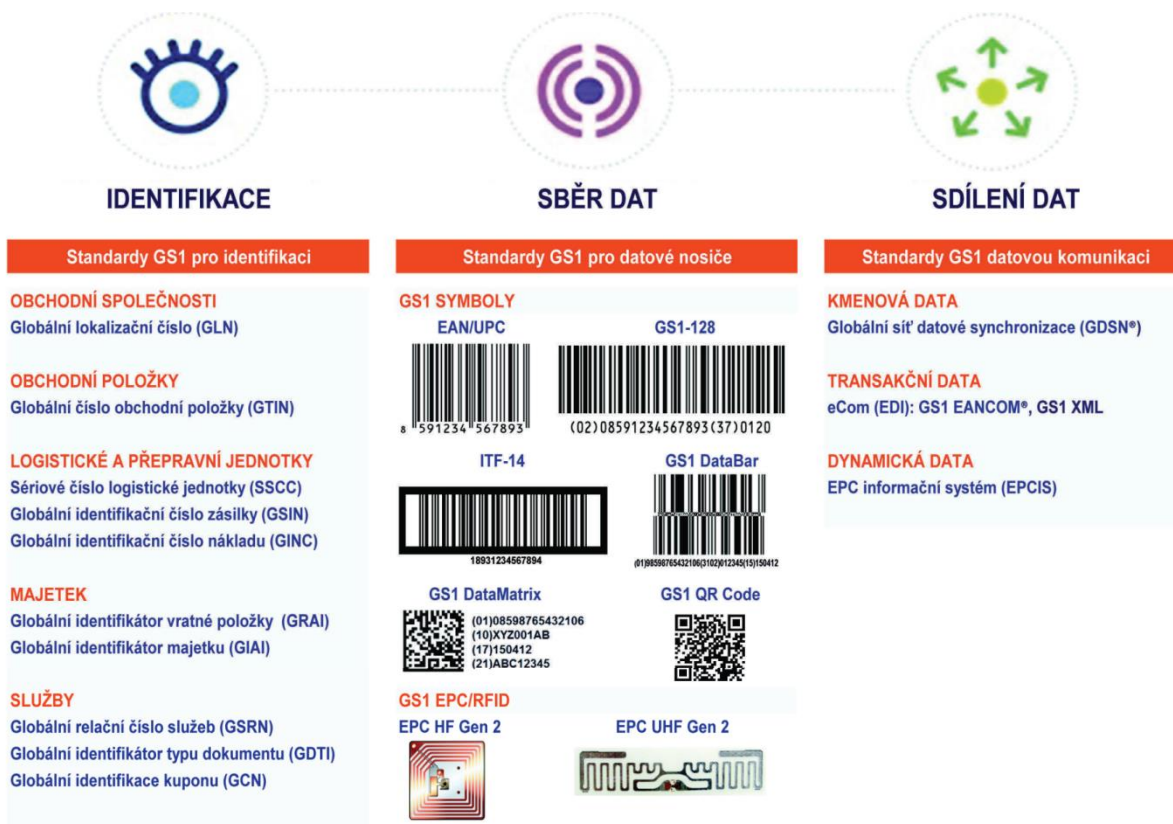 IDENTIFIKACE
Standardy GS1 pro identifikaci
OBCHODNÍ SPOLEČNOSTI
Globální lokalizační číslo (GLN)
OBCHODNÍ POLOŽKY
Globální číslo obchodní položky (GTIN)
LOGISTICKÉ A PŘEPRAVNÍ JEDNOTKY
Sériové číslo logistické jednotky (SSCC)
Globální identifikační číslo zásilky (GSIN)
Globální identifikační číslo nákladu (GINC)
MAJETEK
Globální identifikátor vratné položky (GRAI)
Globální identifikátor majetku (GIAI)
SLUŽBY
Globální relační číslo služeb (GSRN)
Globální identifikátor typu dokumentu (GDTI)
Globální identifikace kuponu (GCN)
SBĚR DAT
Standardy GS1 pro datové nosiče
GS1 SYMBOLY
EAN/UPC
8 591234 567893
GS1-128
(02)08591234567893(37)0120
ITF-14
18931234567894
GS1 DataBar
(01)98598765432106(3102)012345(15)150412
GS1 DataMatrix
(01)08598765432106
(10)XYZ001AB
(17)150412
(21)ABC12345
GS1 QR Code
GS1 EPC/RFID
EPC HF Gen 2
EPC UHF Gen 2
SDÍLENÍ DAT
Standardy GS1 datovou komunikaci
KMENOVÁ DATA
Globální síť datové synchronizace (GDSN®)
TRANSAKČNÍ DATA
eCom (EDI): GS1 EANCOM®, GS1 XML
DYNAMICKÁ DATA
EPC informační systém (EPCIS)